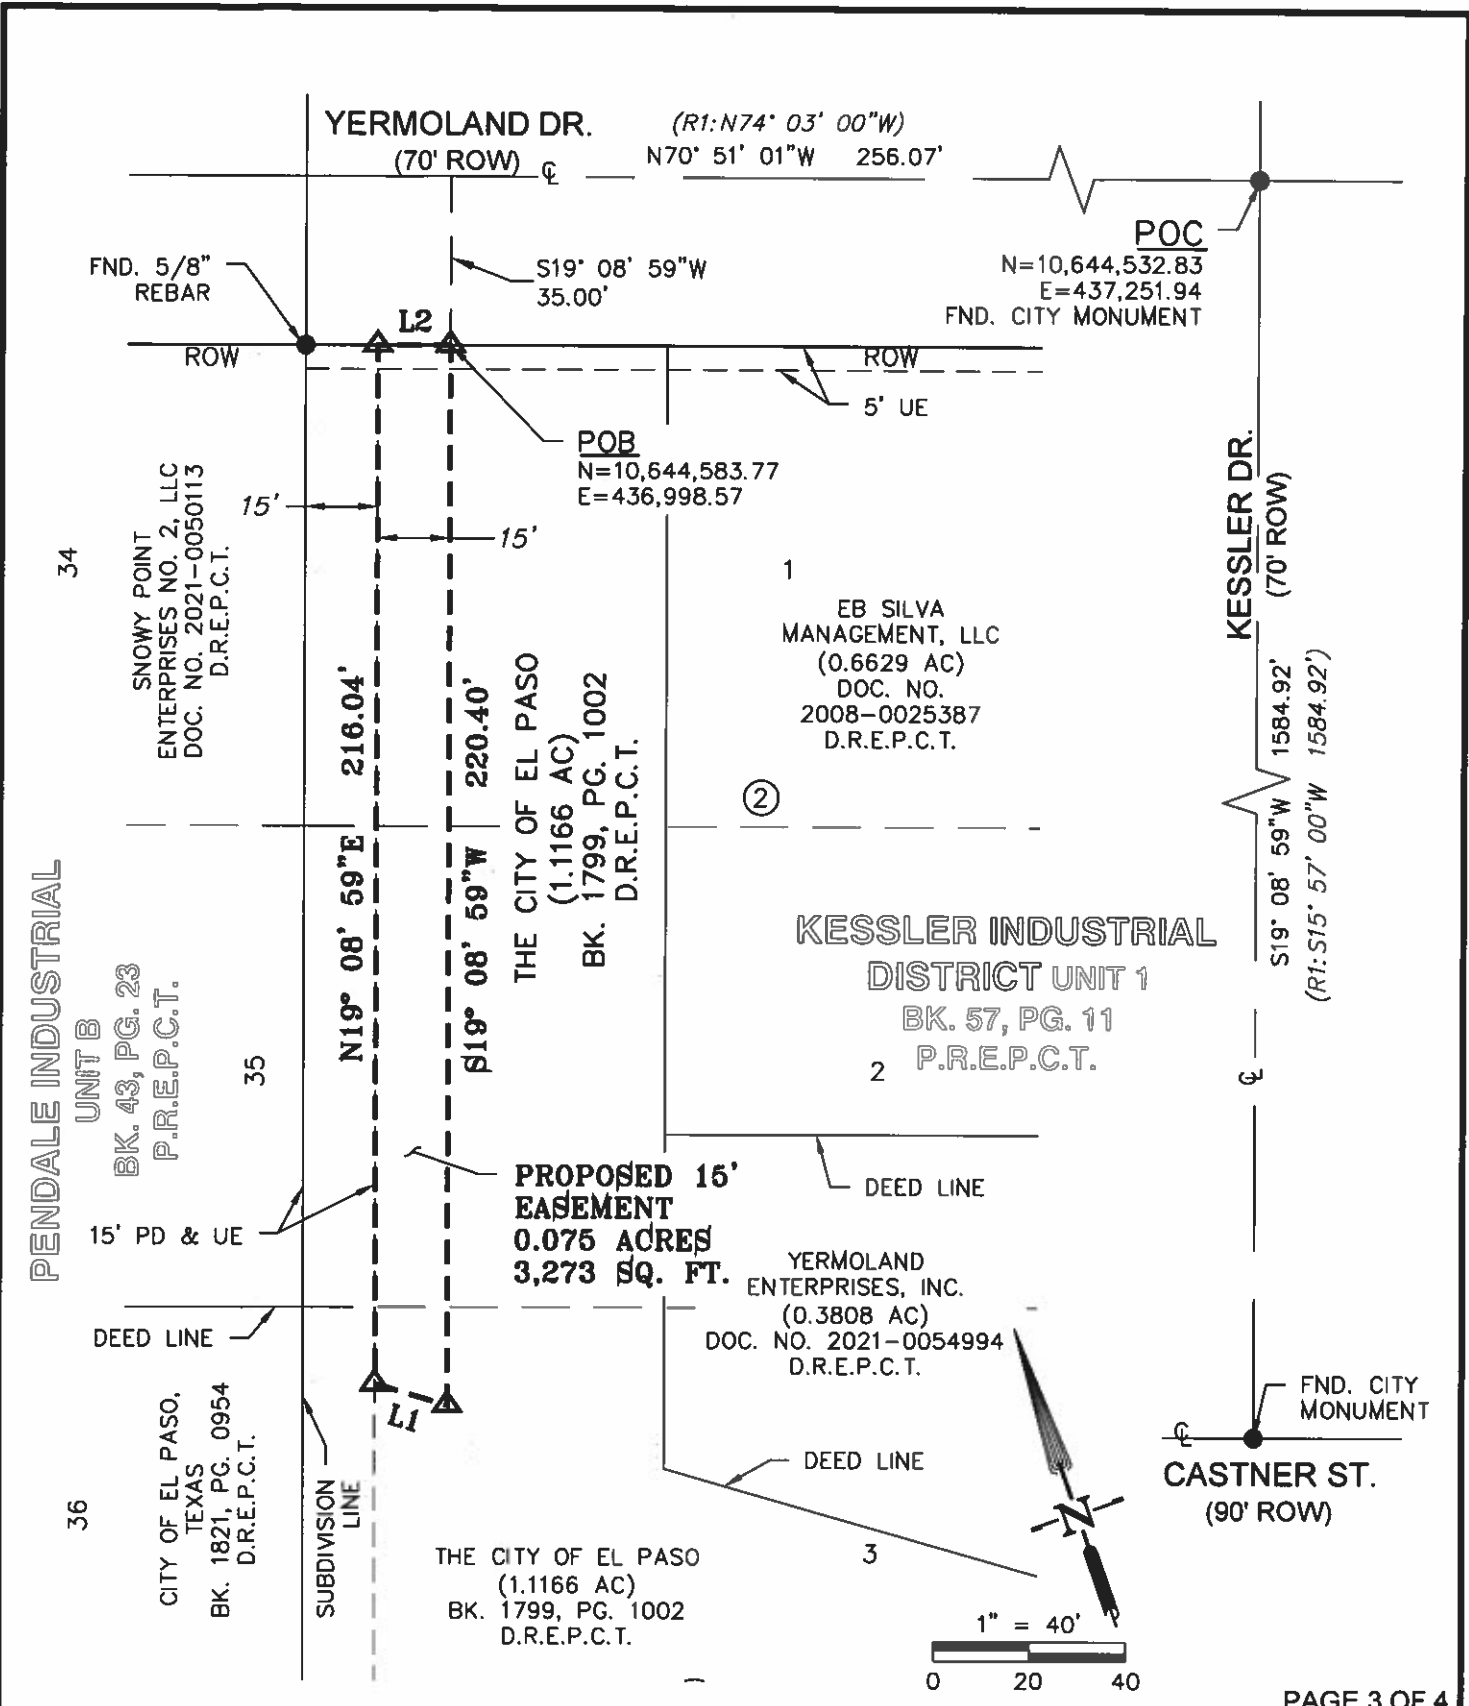 YERMOLAND DR.
(70' ROW)
℄
(R1:N74° 03' 00"W)
N70° 51' 01"W 256.07'
POC
N=10,644,532.83
E=437,251.94
FND. CITY MONUMENT
FND. 5/8"
REBAR
S19° 08' 59"W
35.00'
L2
ROW
ROW
5' UE
POB
N=10,644,583.77
E=436,998.57
15'
15'
34
SNOWY POINT
ENTERPRISES NO. 2, LLC
DOC. NO. 2021-0050113
D.R.E.P.C.T.
N19° 08' 59"E 216.04'
S19° 08' 59"W 220.40'
THE CITY OF EL PASO
(1.1166 AC)
BK. 1799, PG. 1002
D.R.E.P.C.T.
1
EB SILVA
MANAGEMENT, LLC
(0.6629 AC)
DOC. NO.
2008-0025387
D.R.E.P.C.T.
2
KESSLER DR.
(70' ROW)
S19° 08' 59"W 1584.92'
(R1:S15° 57' 00"W 1584.92')
℄
KESSLER INDUSTRIAL
DISTRICT UNIT 1
BK. 57, PG. 11
P.R.E.P.C.T.
2
PENDALE INDUSTRIAL
UNIT B
BK. 43, PG. 23
P.R.E.P.C.T.
35
15' PD & UE
PROPOSED 15'
EASEMENT
0.075 ACRES
3,273 SQ. FT.
DEED LINE
YERMOLAND
ENTERPRISES, INC.
(0.3808 AC)
DOC. NO. 2021-0054994
D.R.E.P.C.T.
DEED LINE
L1
36
CITY OF EL PASO,
TEXAS
BK. 1821, PG. 0954
D.R.E.P.C.T.
SUBDIVISION
LINE
DEED LINE
3
THE CITY OF EL PASO
(1.1166 AC)
BK. 1799, PG. 1002
D.R.E.P.C.T.
N
FND. CITY
MONUMENT
℄
CASTNER ST.
(90' ROW)
1" = 40'
0 20 40
PAGE 3 OF 4